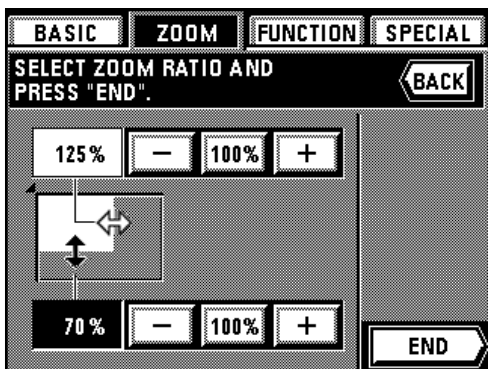 BASIC ZOOM FUNCTION SPECIAL
SELECT ZOOM RATIO AND
PRESS "END".
BACK
125% − 100% +
70% − 100% +
END